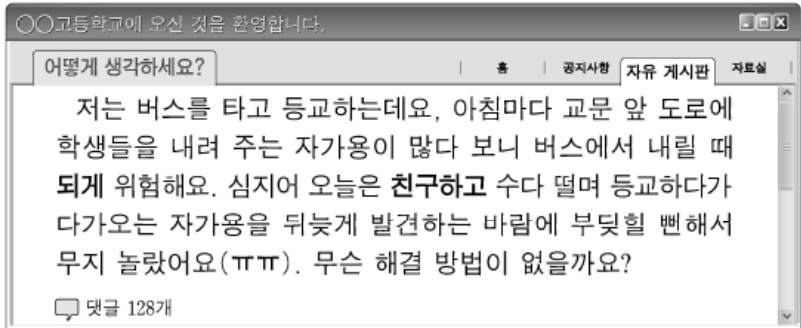 ○○고등학교에 오신 것을 환영합니다.
어떻게 생각하세요?
홈
공지사항
자유 게시판
자료실
저는 버스를 타고 등교하는데요, 아침마다 교문 앞 도로에
학생들을 내려 주는 자가용이 많다 보니 버스에서 내릴 때
되게 위험해요. 심지어 오늘은 친구하고 수다 떨며 등교하다가
다가오는 자가용을 뒤늦게 발견하는 바람에 부딪힐 뻔해서
무지 놀랐어요(ㅠㅠ). 무슨 해결 방법이 없을까요?
댓글 128개